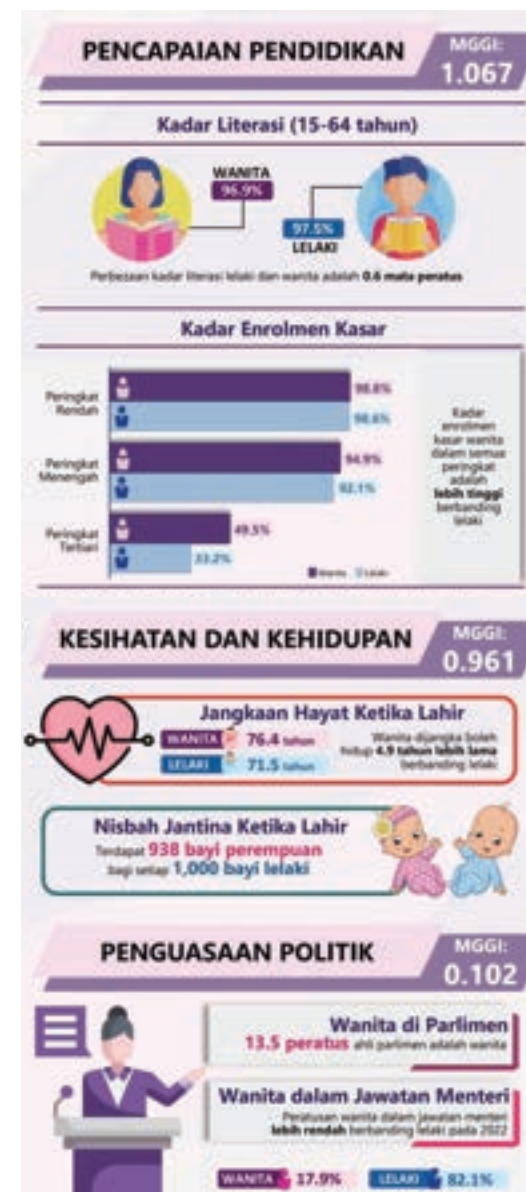 PENCAPAIAN PENDIDIKAN
MGGI:
1.067
Kadar Literasi (15-64 tahun)
WANITA
96.9%
97.5%
LELAKI
Perbezaan kadar literasi lelaki dan wanita adalah 0.6 mata peratus
Kadar Enrolmen Kasar
Peringkat
Rendah
98.8%
98.6%
Peringkat
Menengah
94.9%
92.1%
Peringkat
Tertiari
49.5%
33.2%
Wanita Lelaki
Kadar
enrolmen
kasar wanita
dalam semua
peringkat
adalah
lebih tinggi
berbanding
lelaki
KESIHATAN DAN KEHIDUPAN
MGGI:
0.961
Jangkaan Hayat Ketika Lahir
WANITA 76.4 tahun
LELAKI 71.5 tahun
Wanita dijangka boleh
hidup 4.9 tahun lebih lama
berbanding lelaki
Nisbah Jantina Ketika Lahir
Terdapat 938 bayi perempuan
bagi setiap 1,000 bayi lelaki
PENGUASAAN POLITIK
MGGI:
0.102
Wanita di Parlimen
13.5 peratus ahli parlimen adalah wanita
Wanita dalam Jawatan Menteri
Peratusan wanita dalam jawatan menteri
lebih rendah berbanding lelaki pada 2022
WANITA 17.9% LELAKI 82.1%